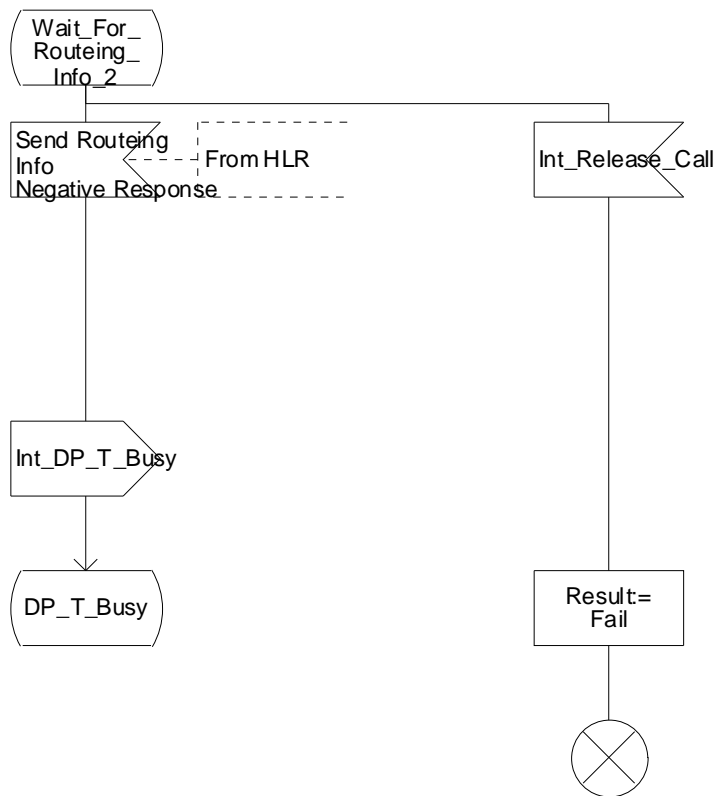 Wait_For_
Routeing_
Info_2
Send Routeing
Info
Negative Response
From HLR
Int_Release_Call
Int_DP_T_Busy
DP_T_Busy
Result:=
Fail